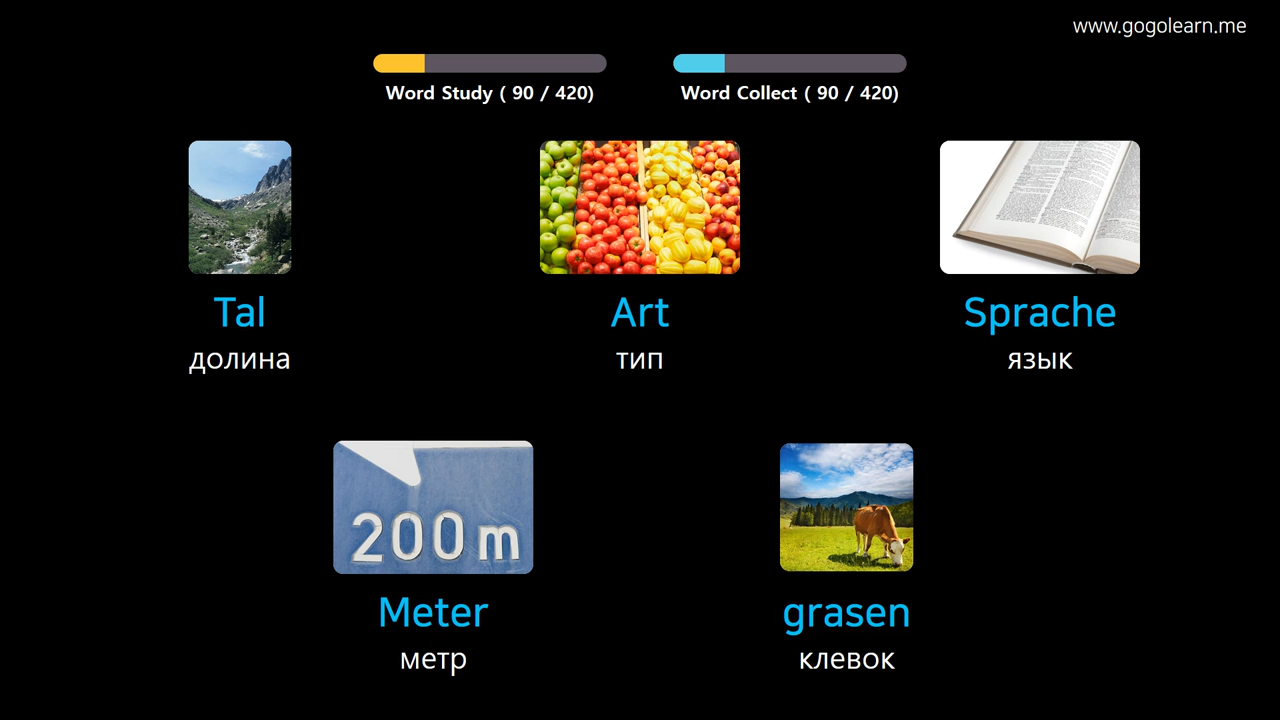 www.gogolearn.me
Word Study ( 90 / 420)
Word Collect ( 90 / 420)
Tal
долина
Art
тип
Sprache
язык
200 m
Meter
метр
grasen
клевок